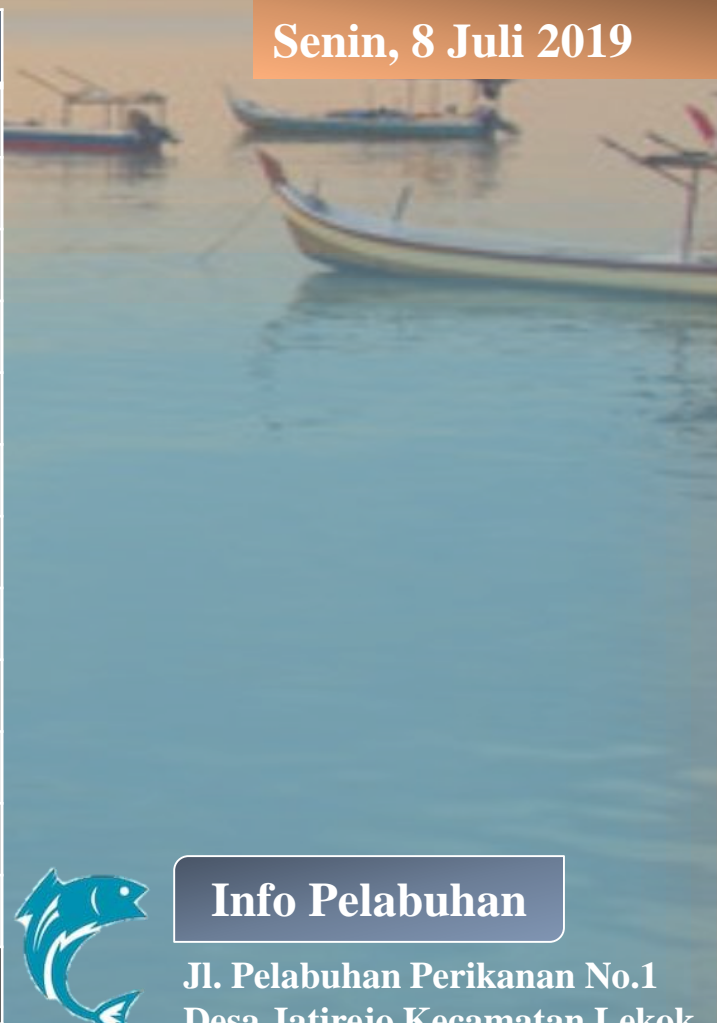 Senin, 8 Juli 2019
Info Pelabuhan
Jl. Pelabuhan Perikanan No.1
Desa Jatirejo Kecamatan Lekok